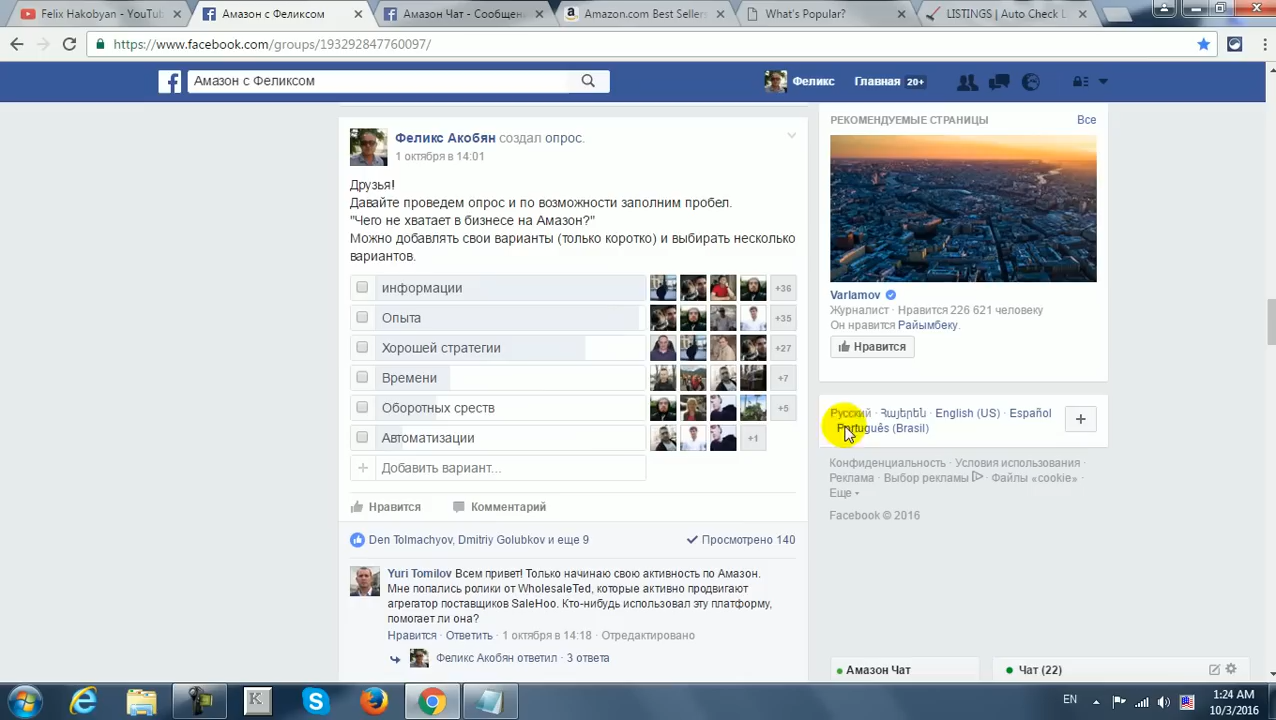 Felix Hakobyan - YouTub
Амазон с Феликсом
Амазон Чат - Сообщен
Amazon.com Best Sellers
What's Popular?
LISTINGS | Auto Check L
https://www.facebook.com/groups/193292847760097/
Амазон с Феликсом
Феликс
Главная 20+
Феликс Акобян создал опрос.
1 октября в 14:01
Друзья!
Давайте проведем опрос и по возможности заполним пробел.
"Чего не хватает в бизнесе на Амазон?"
Можно добавлять свои варианты (только коротко) и выбирать несколько
вариантов.
информации +36
Опыта +35
Хорошей стратегии +27
Времени +7
Оборотных среств +5
Автоматизации +1
Добавить вариант...
Нравится Комментарий
Den Tolmachyov, Dmitriy Golubkov и еще 9
Просмотрено 140
Yuri Tomilov Всем привет! Только начинаю свою активность по Амазон.
Мне попались ролики от WholesaleTed, которые активно продвигают
агрегатор поставщиков SaleHoo. Кто-нибудь использовал эту платформу,
помогает ли она?
Нравится · Ответить · 1 октября в 14:18 · Отредактировано
Феликс Акобян ответил · 3 ответа
РЕКОМЕНДУЕМЫЕ СТРАНИЦЫ
Все
Varlamov
Журналист · Нравится 226 621 человеку
Он нравится Райымбеку.
Нравится
Русский · Հայերեն · English (US) · Español
Português (Brasil)
Конфиденциальность · Условия использования ·
Реклама · Выбор рекламы · Файлы «cookie» ·
Еще
Facebook © 2016
Амазон Чат
Чат (22)
EN
1:24 AM
10/3/2016